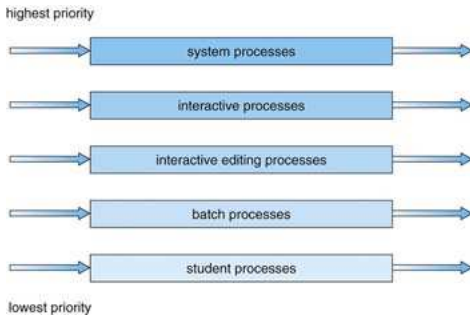 highest priority
system processes
interactive processes
interactive editing processes
batch processes
student processes
lowest priority